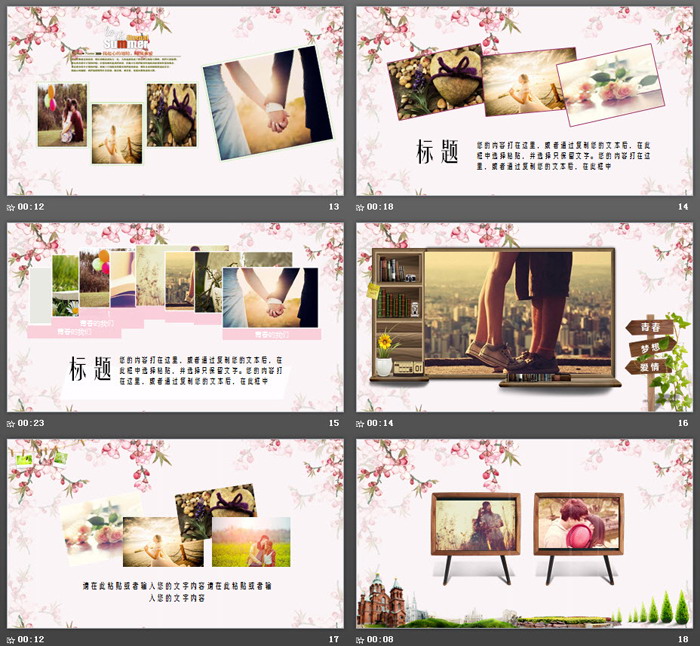 summer
00:12
13
标题
您的内容打在这里，或者通过复制您的文本后，在此
框中选择粘贴，并选择只保留文字。您的内容打在这
里，或者通过复制您的文本后，在此框中
00:18
14
青春的我们
青春的我们
青春的我们
标题
您的内容打在这里，或者通过复制您的文本后，在
此框中选择粘贴，并选择只保留文字。您的内容打
在这里，或者通过复制您的文本后，在此框中
00:23
15
青春
梦想
爱情
00:14
16
请在此粘贴或者输入您的文字内容请在此粘贴或者输
入您的文字内容
00:12
17
00:08
18